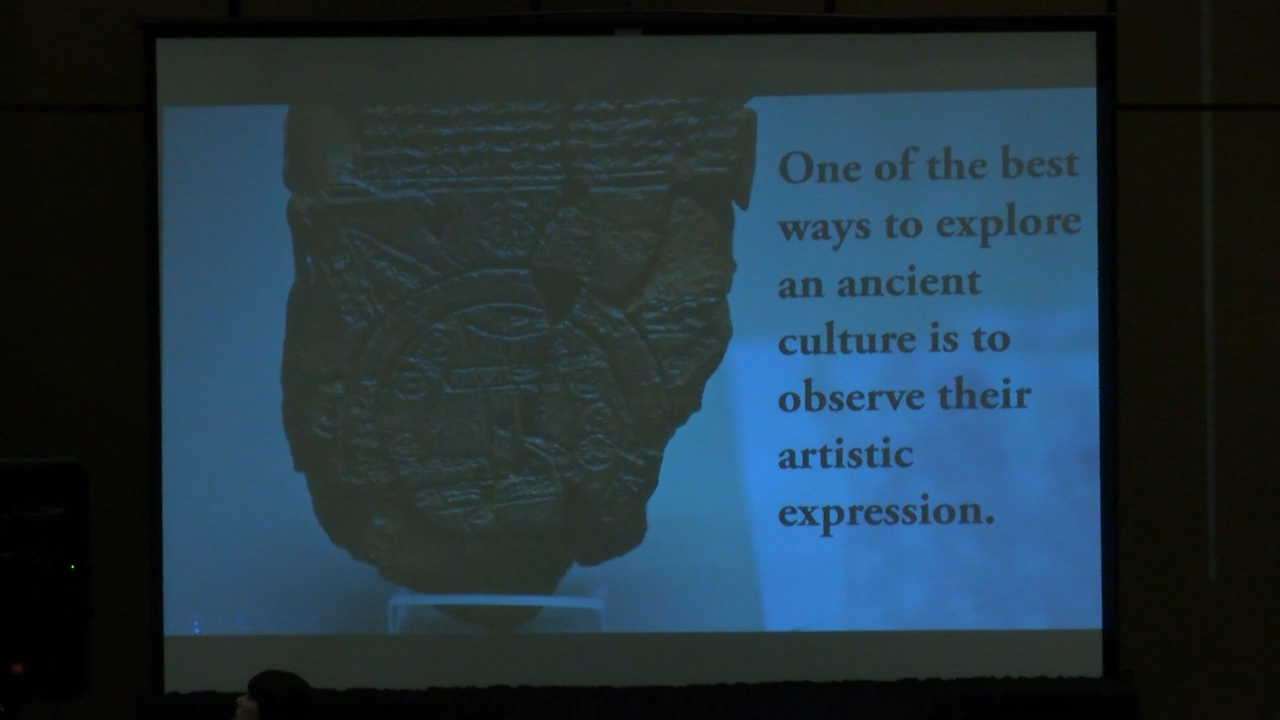 One of the best
ways to explore
an ancient
culture is to
observe their
artistic
expression.